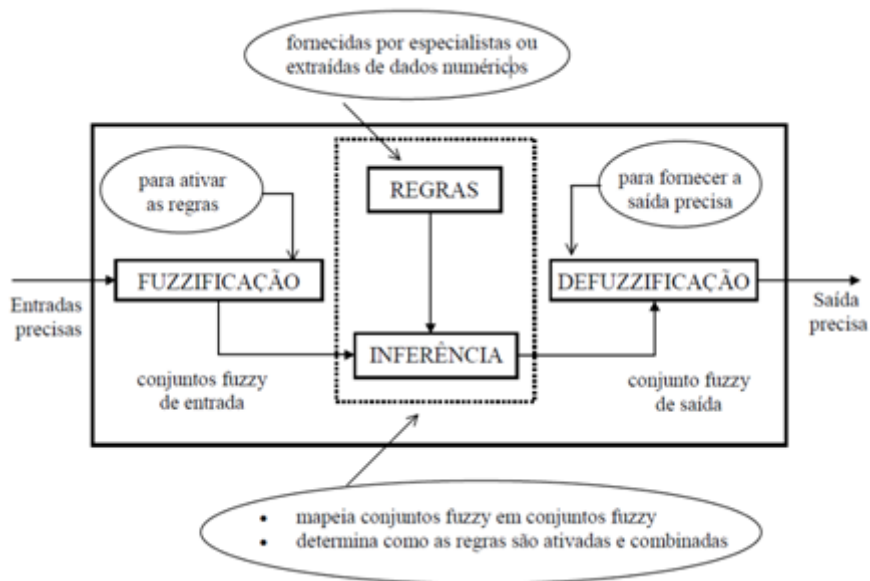 fornecidas por especialistas ou
extraídas de dados numéricos
para ativar
as regras
REGRAS
para fornecer a
saída precisa
FUZZIFICAÇÃO
DEFUZZIFICAÇÃO
Entradas
precisas
Saída
precisa
INFERÊNCIA
conjuntos fuzzy
de entrada
conjunto fuzzy
de saída
• mapeia conjuntos fuzzy em conjuntos fuzzy
• determina como as regras são ativadas e combinadas